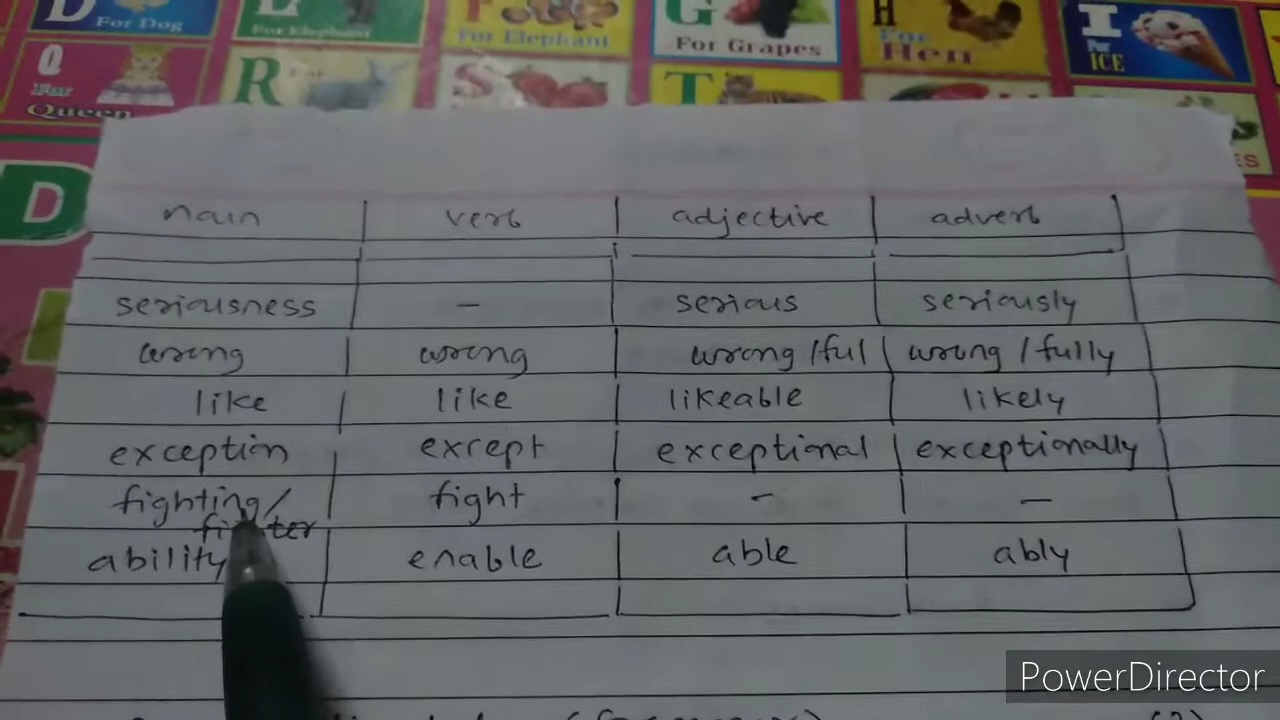 D For Dog
For Elephant
F For Elephant
G For Grapes
H For Hen
I For ICE
Q For Queen
R For
S
T
D
nain verb adjective adverb
seriousness - serious seriously
wrong wrong wrong/ful wrong/fully
like like likeable likely
exception except exceptional exceptionally
fighting/ fight - -
fighter
ability enable able ably
PowerDirector